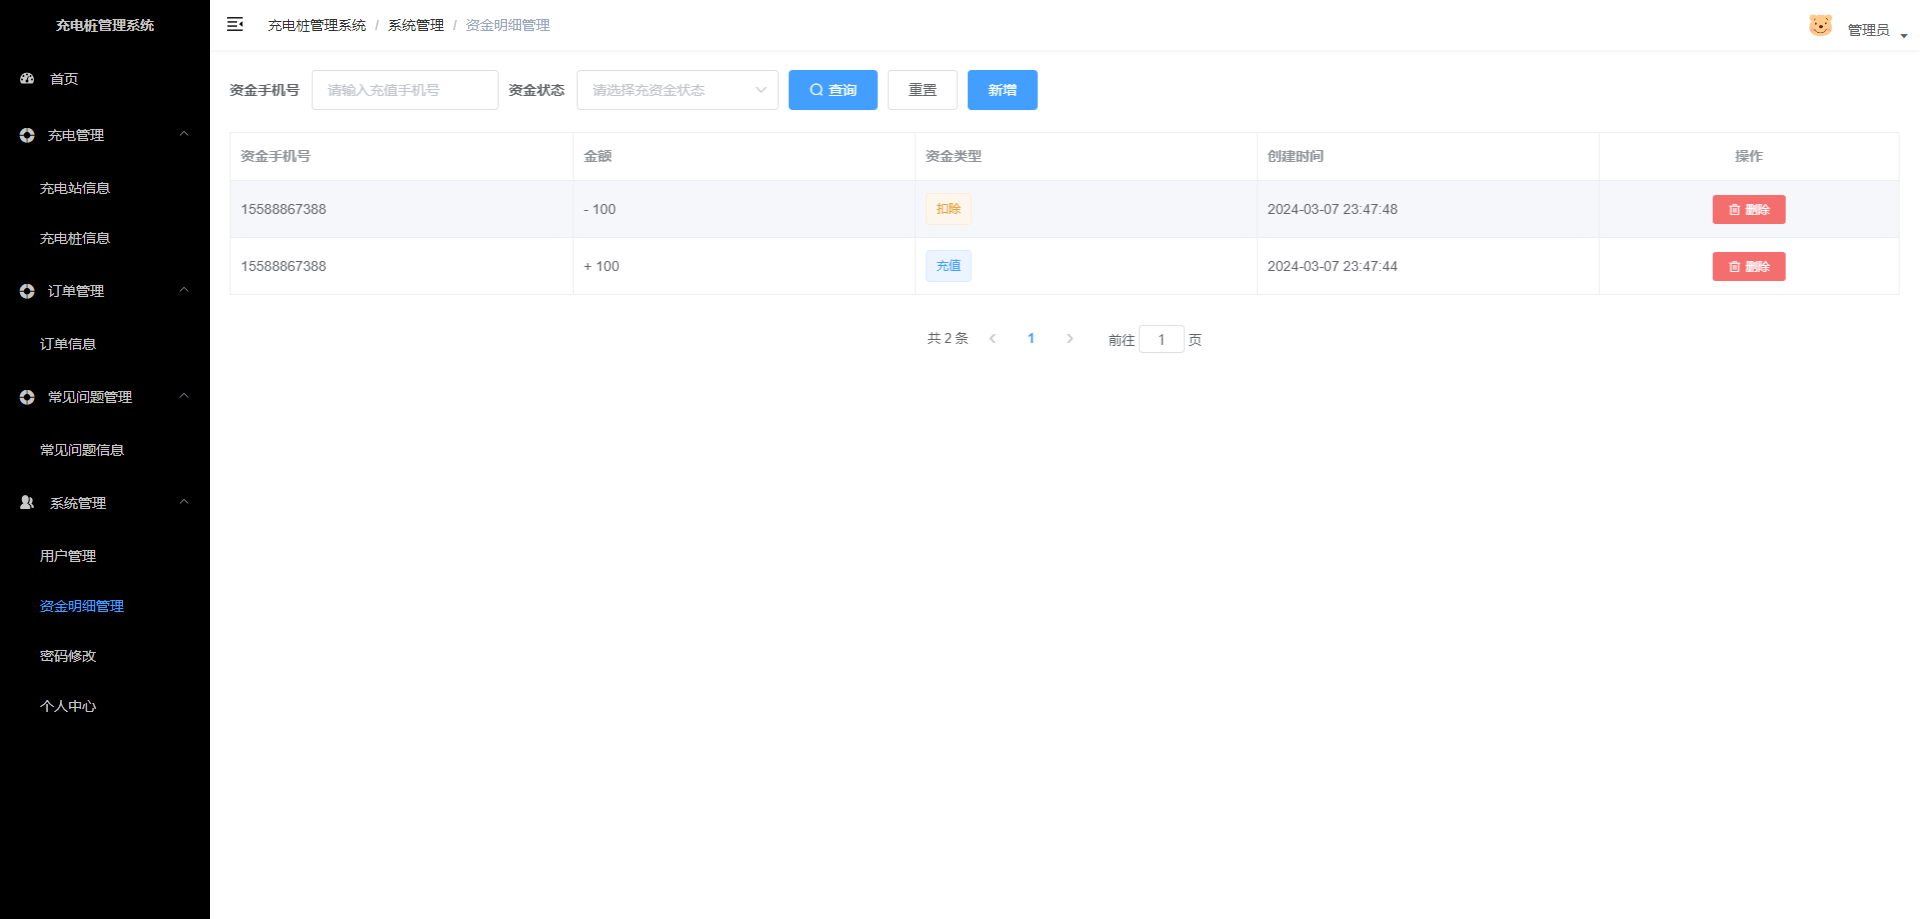 充电桩管理系统
首页
充电管理
充电站信息
充电桩信息
订单管理
订单信息
常见问题管理
常见问题信息
系统管理
用户管理
资金明细管理
密码修改
个人中心
充电桩管理系统 / 系统管理 / 资金明细管理
管理员
资金手机号 请输入充值手机号 资金状态 请选择充资金状态 查询 重置 新增
资金手机号 金额 资金类型 创建时间 操作
15588867388 - 100 扣除 2024-03-07 23:47:48 删除
15588867388 + 100 充值 2024-03-07 23:47:44 删除
共 2 条 1 前往 1 页